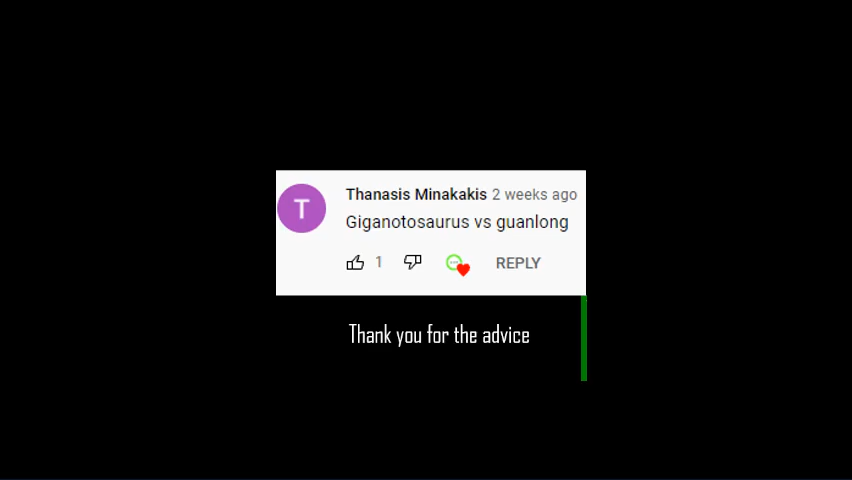 T
Thanasis Minakakis 2 weeks ago
Giganotosaurus vs guanlong
1 REPLY
Thank you for the advice